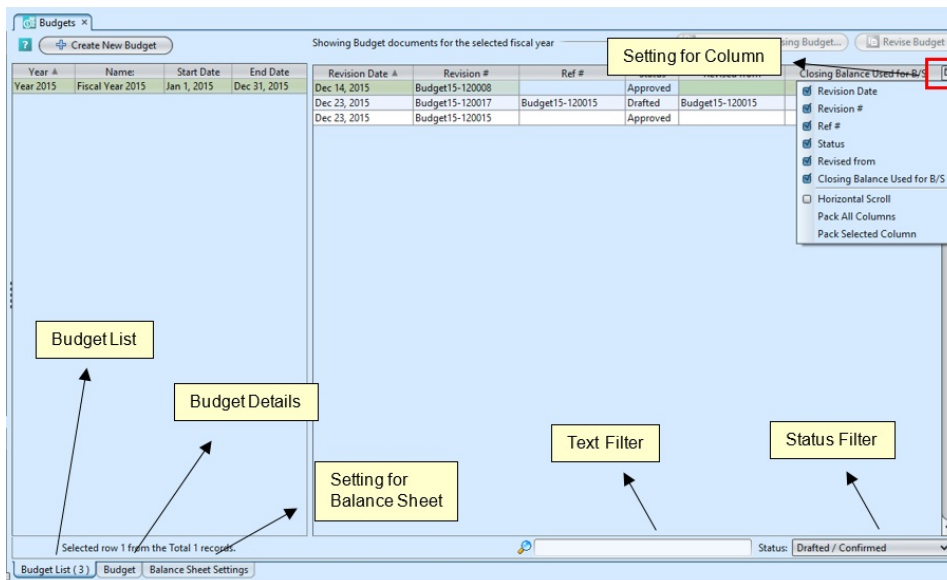 Budgets ×
? Create New Budget
Showing Budget documents for the selected fiscal year
sing Budget...)
Revise Budget
Setting for Column
Year Name: Start Date End Date
Year 2015 Fiscal Year 2015 Jan 1, 2015 Dec 31, 2015
Revision Date Revision # Ref # Closing Balance Used for B/S
Dec 14, 2015 Budget15-120008 Approved
Dec 23, 2015 Budget15-120017 Budget15-120015 Drafted Budget15-120015
Dec 23, 2015 Budget15-120015 Approved
Revision Date
Revision #
Ref #
Status
Revised from
Closing Balance Used for B/S
Horizontal Scroll
Pack All Columns
Pack Selected Column
Budget List
Budget Details
Setting for
Balance Sheet
Text Filter
Status Filter
Selected row 1 from the Total 1 records.
Status: Drafted / Confirmed
Budget List ( 3 ) Budget Balance Sheet Settings